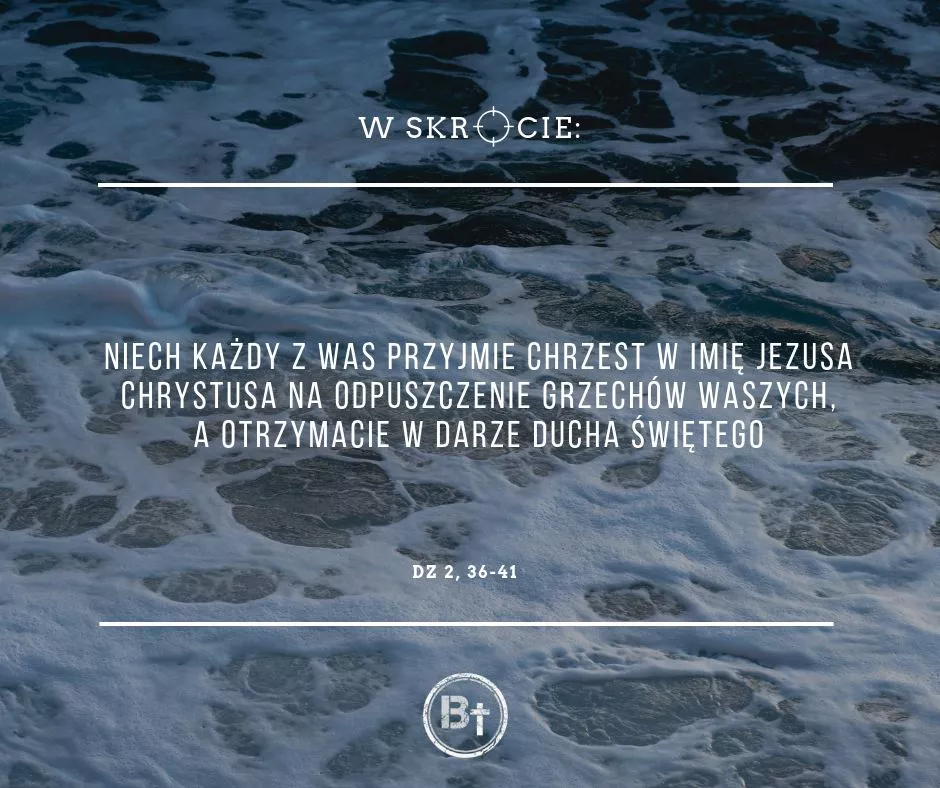 W SKRÓCIE:
NIECH KAŻDY Z WAS PRZYJMIE CHRZEST W IMIĘ JEZUSA
CHRYSTUSA NA ODPUSZCZENIE GRZECHÓW WASZYCH,
A OTRZYMACIE W DARZE DUCHA ŚWIĘTEGO
DZ 2, 36-41
B†